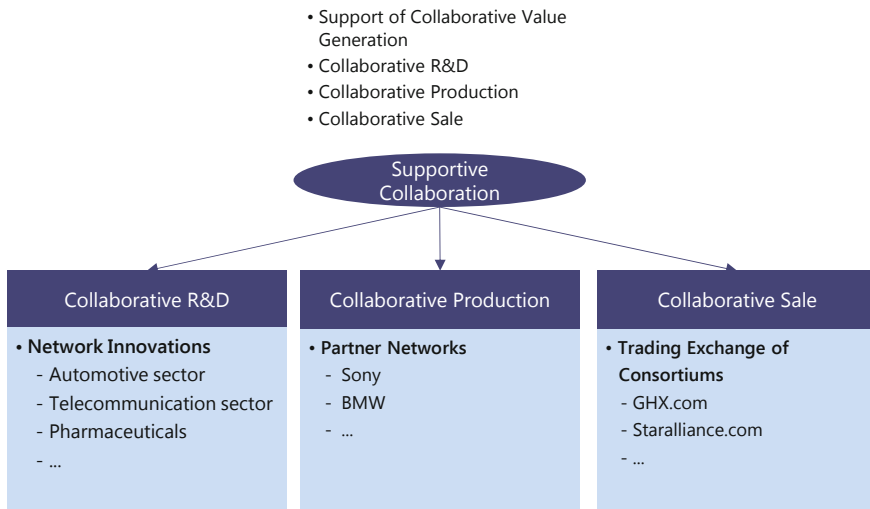 • Support of Collaborative Value
Generation
• Collaborative R&D
• Collaborative Production
• Collaborative Sale
Supportive
Collaboration
Collaborative R&D
• Network Innovations
- Automotive sector
- Telecommunication sector
- Pharmaceuticals
- ...
Collaborative Production
• Partner Networks
- Sony
- BMW
- ...
Collaborative Sale
• Trading Exchange of
Consortiums
- GHX.com
- Staralliance.com
- ...